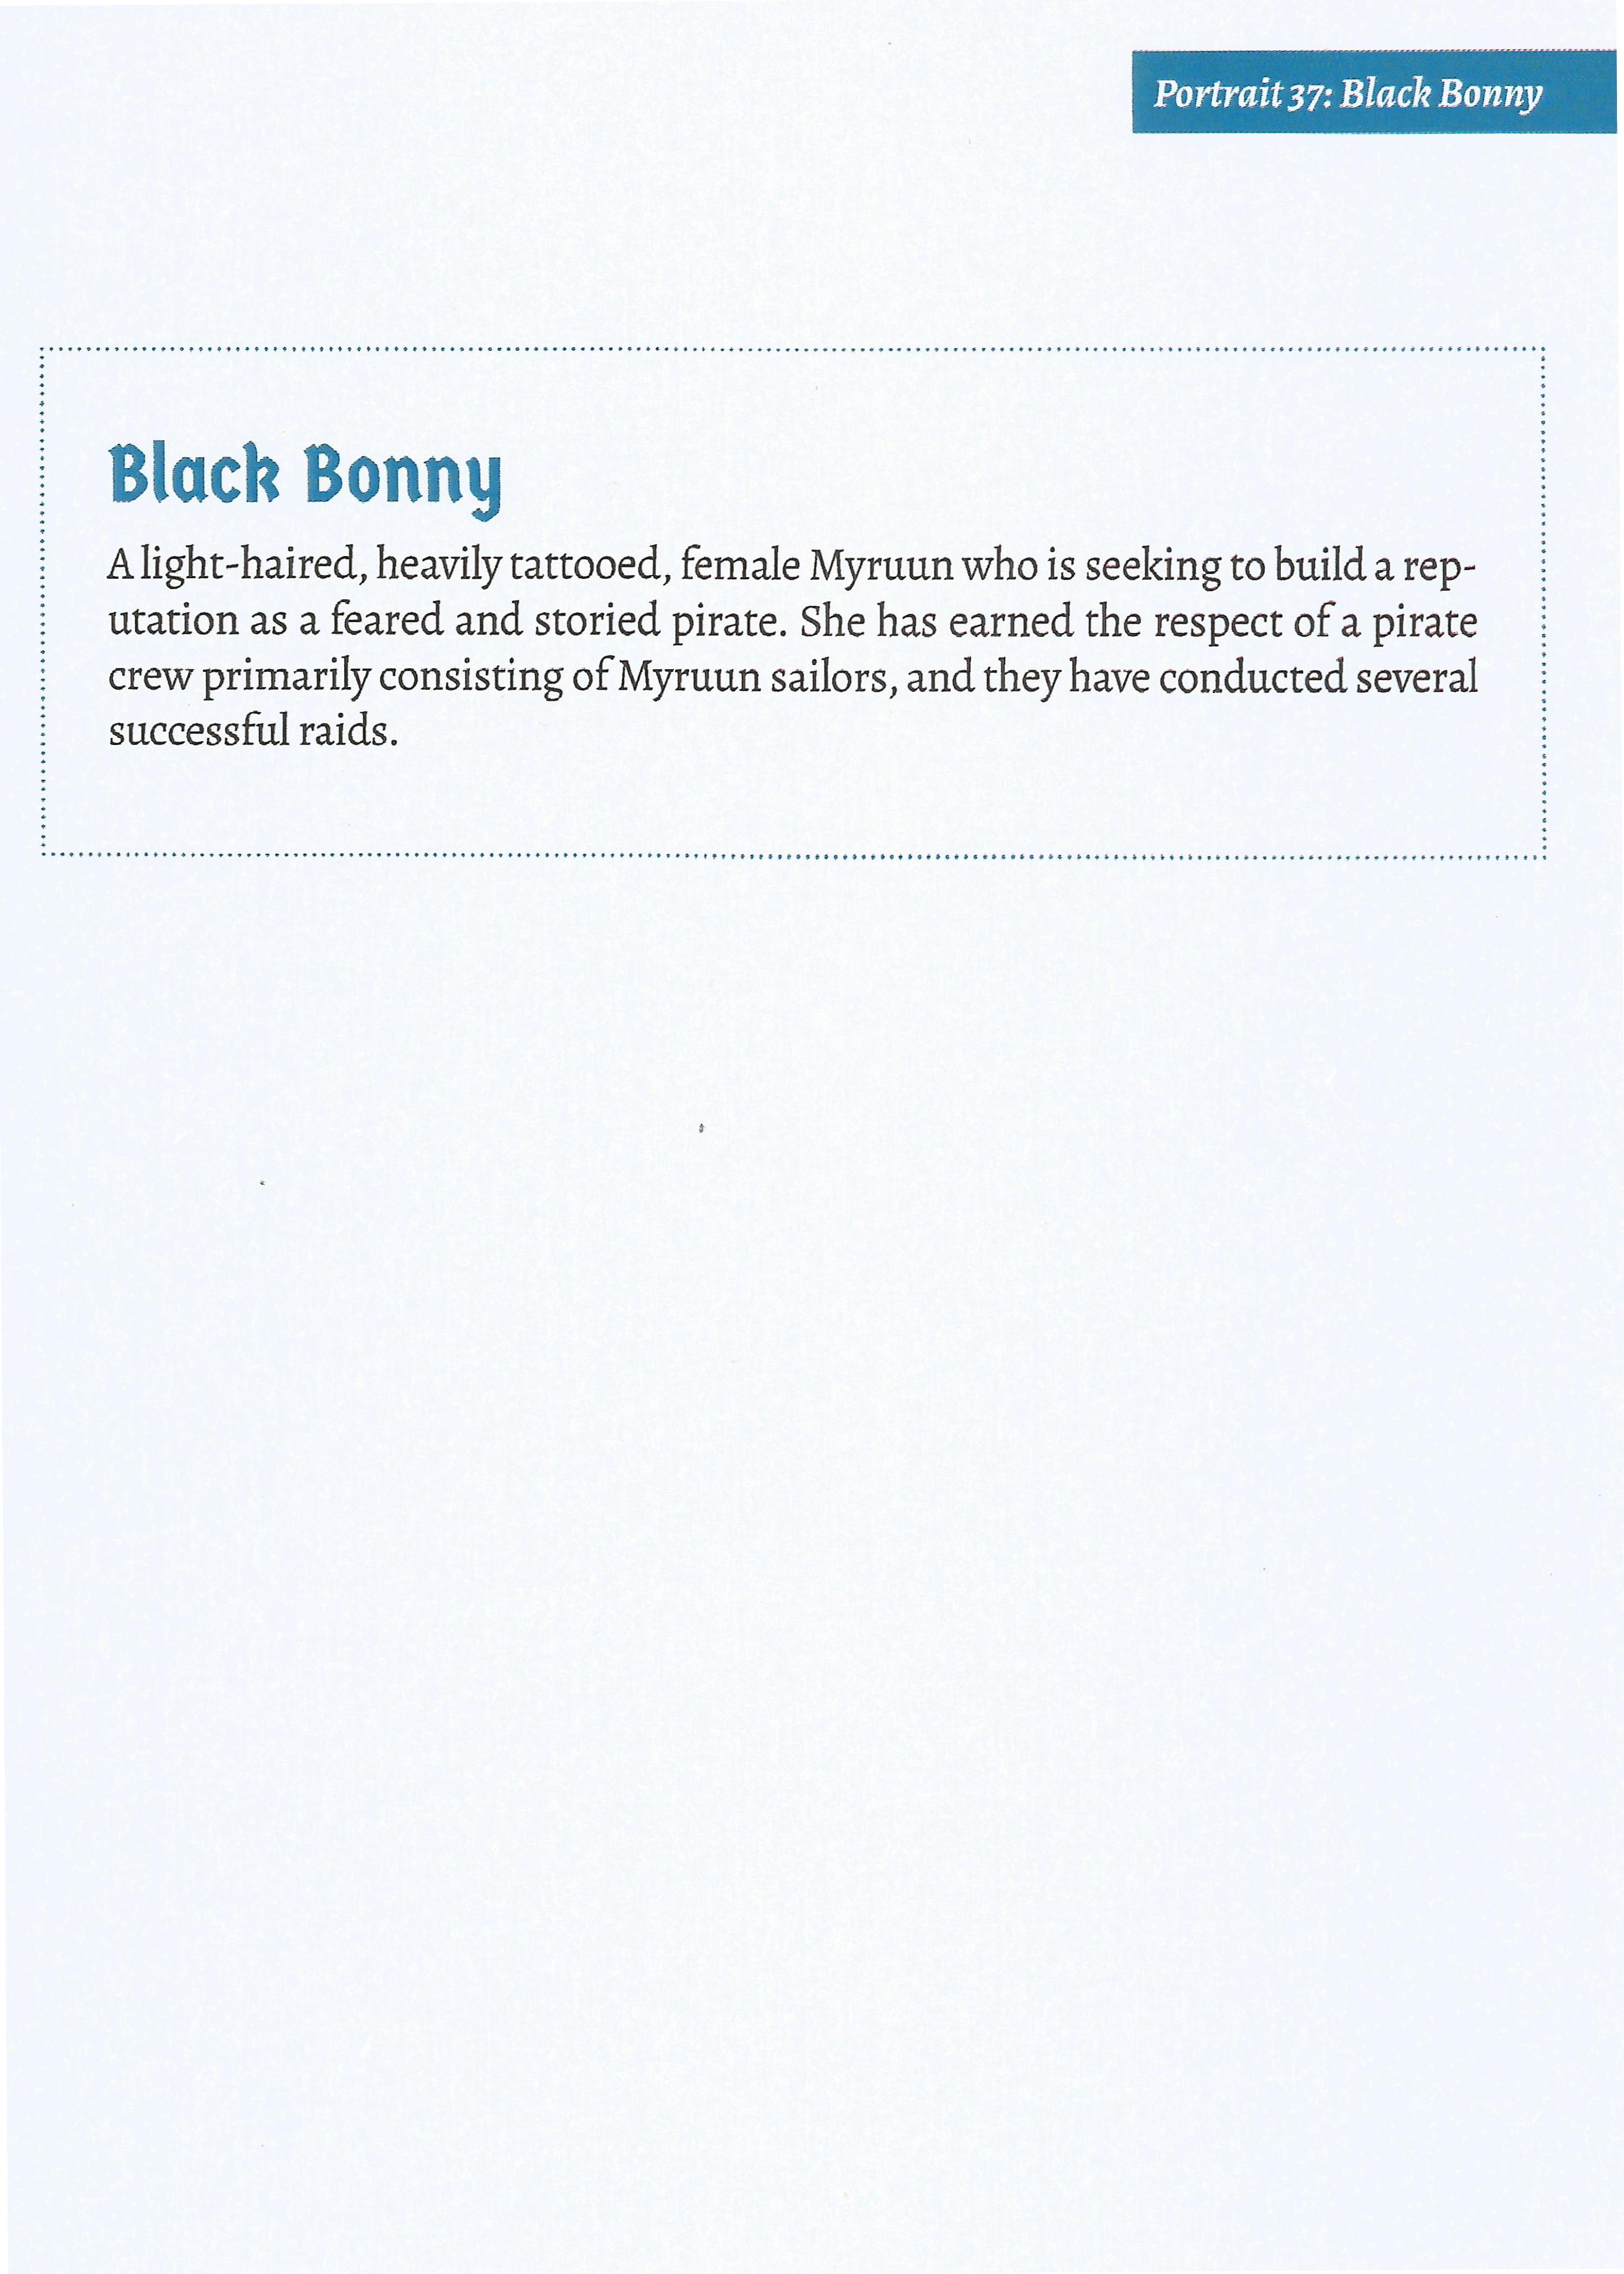 Portrait 37: Black Bonny
Black Bonny
A light-haired, heavily tattooed, female Myruun who is seeking to build a rep-
utation as a feared and storied pirate. She has earned the respect of a pirate
crew primarily consisting of Myruun sailors, and they have conducted several
successful raids.